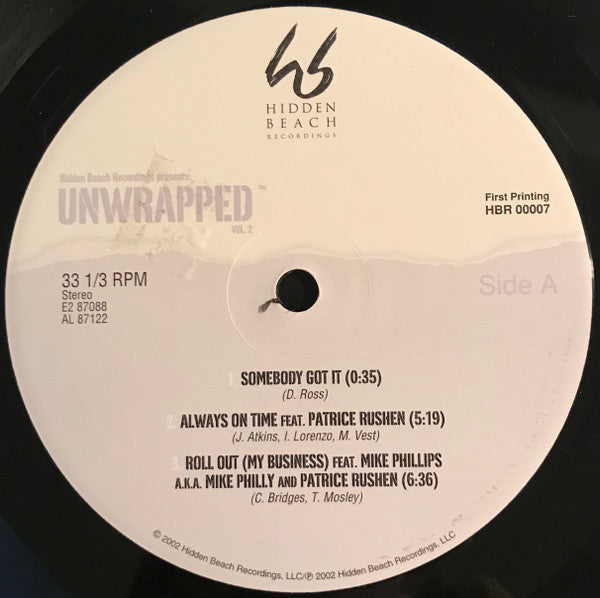 hb
HIDDEN
BEACH
RECORDINGS
Hidden Beach Recordings presents:
UNWRAPPED™
VOL 2
First Printing
HBR 00007
33 1/3 RPM
Stereo
E2 87088
AL 87122
Side A
1. SOMEBODY GOT IT (0:35)
(D. Ross)
2. ALWAYS ON TIME FEAT. PATRICE RUSHEN (5:19)
(J. Atkins, I. Lorenzo, M. Vest)
3. ROLL OUT (MY BUSINESS) FEAT. MIKE PHILLIPS
A.K.A. MIKE PHILLY AND PATRICE RUSHEN (6:36)
(C. Bridges, T. Mosley)
© 2002 Hidden Beach Recordings, LLC/℗ 2002 Hidden Beach Recordings, LLC